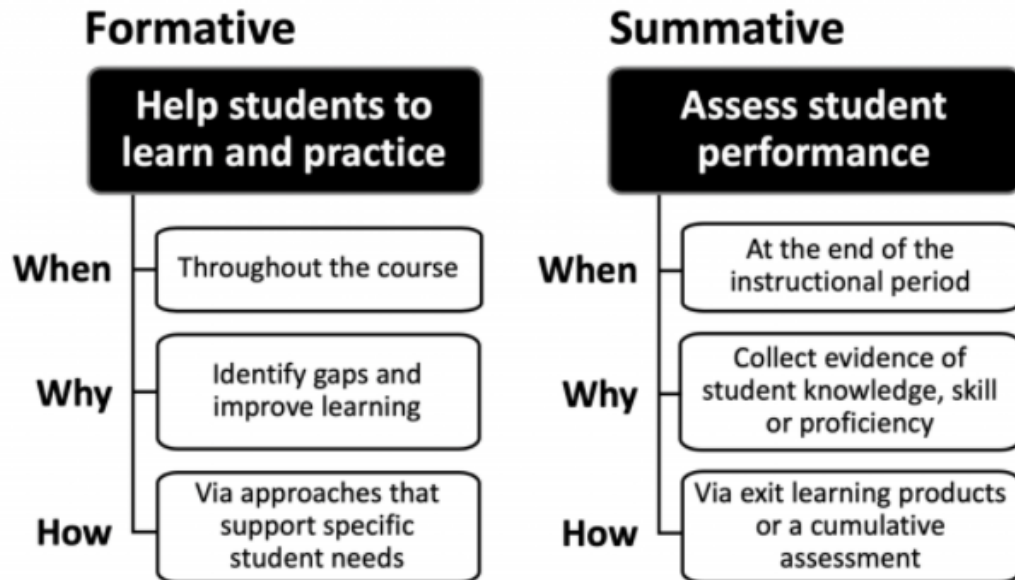 Formative
Help students to
learn and practice
When
Throughout the course
Why
Identify gaps and
improve learning
How
Via approaches that
support specific
student needs
Summative
Assess student
performance
When
At the end of the
instructional period
Why
Collect evidence of
student knowledge, skill
or proficiency
How
Via exit learning products
or a cumulative
assessment